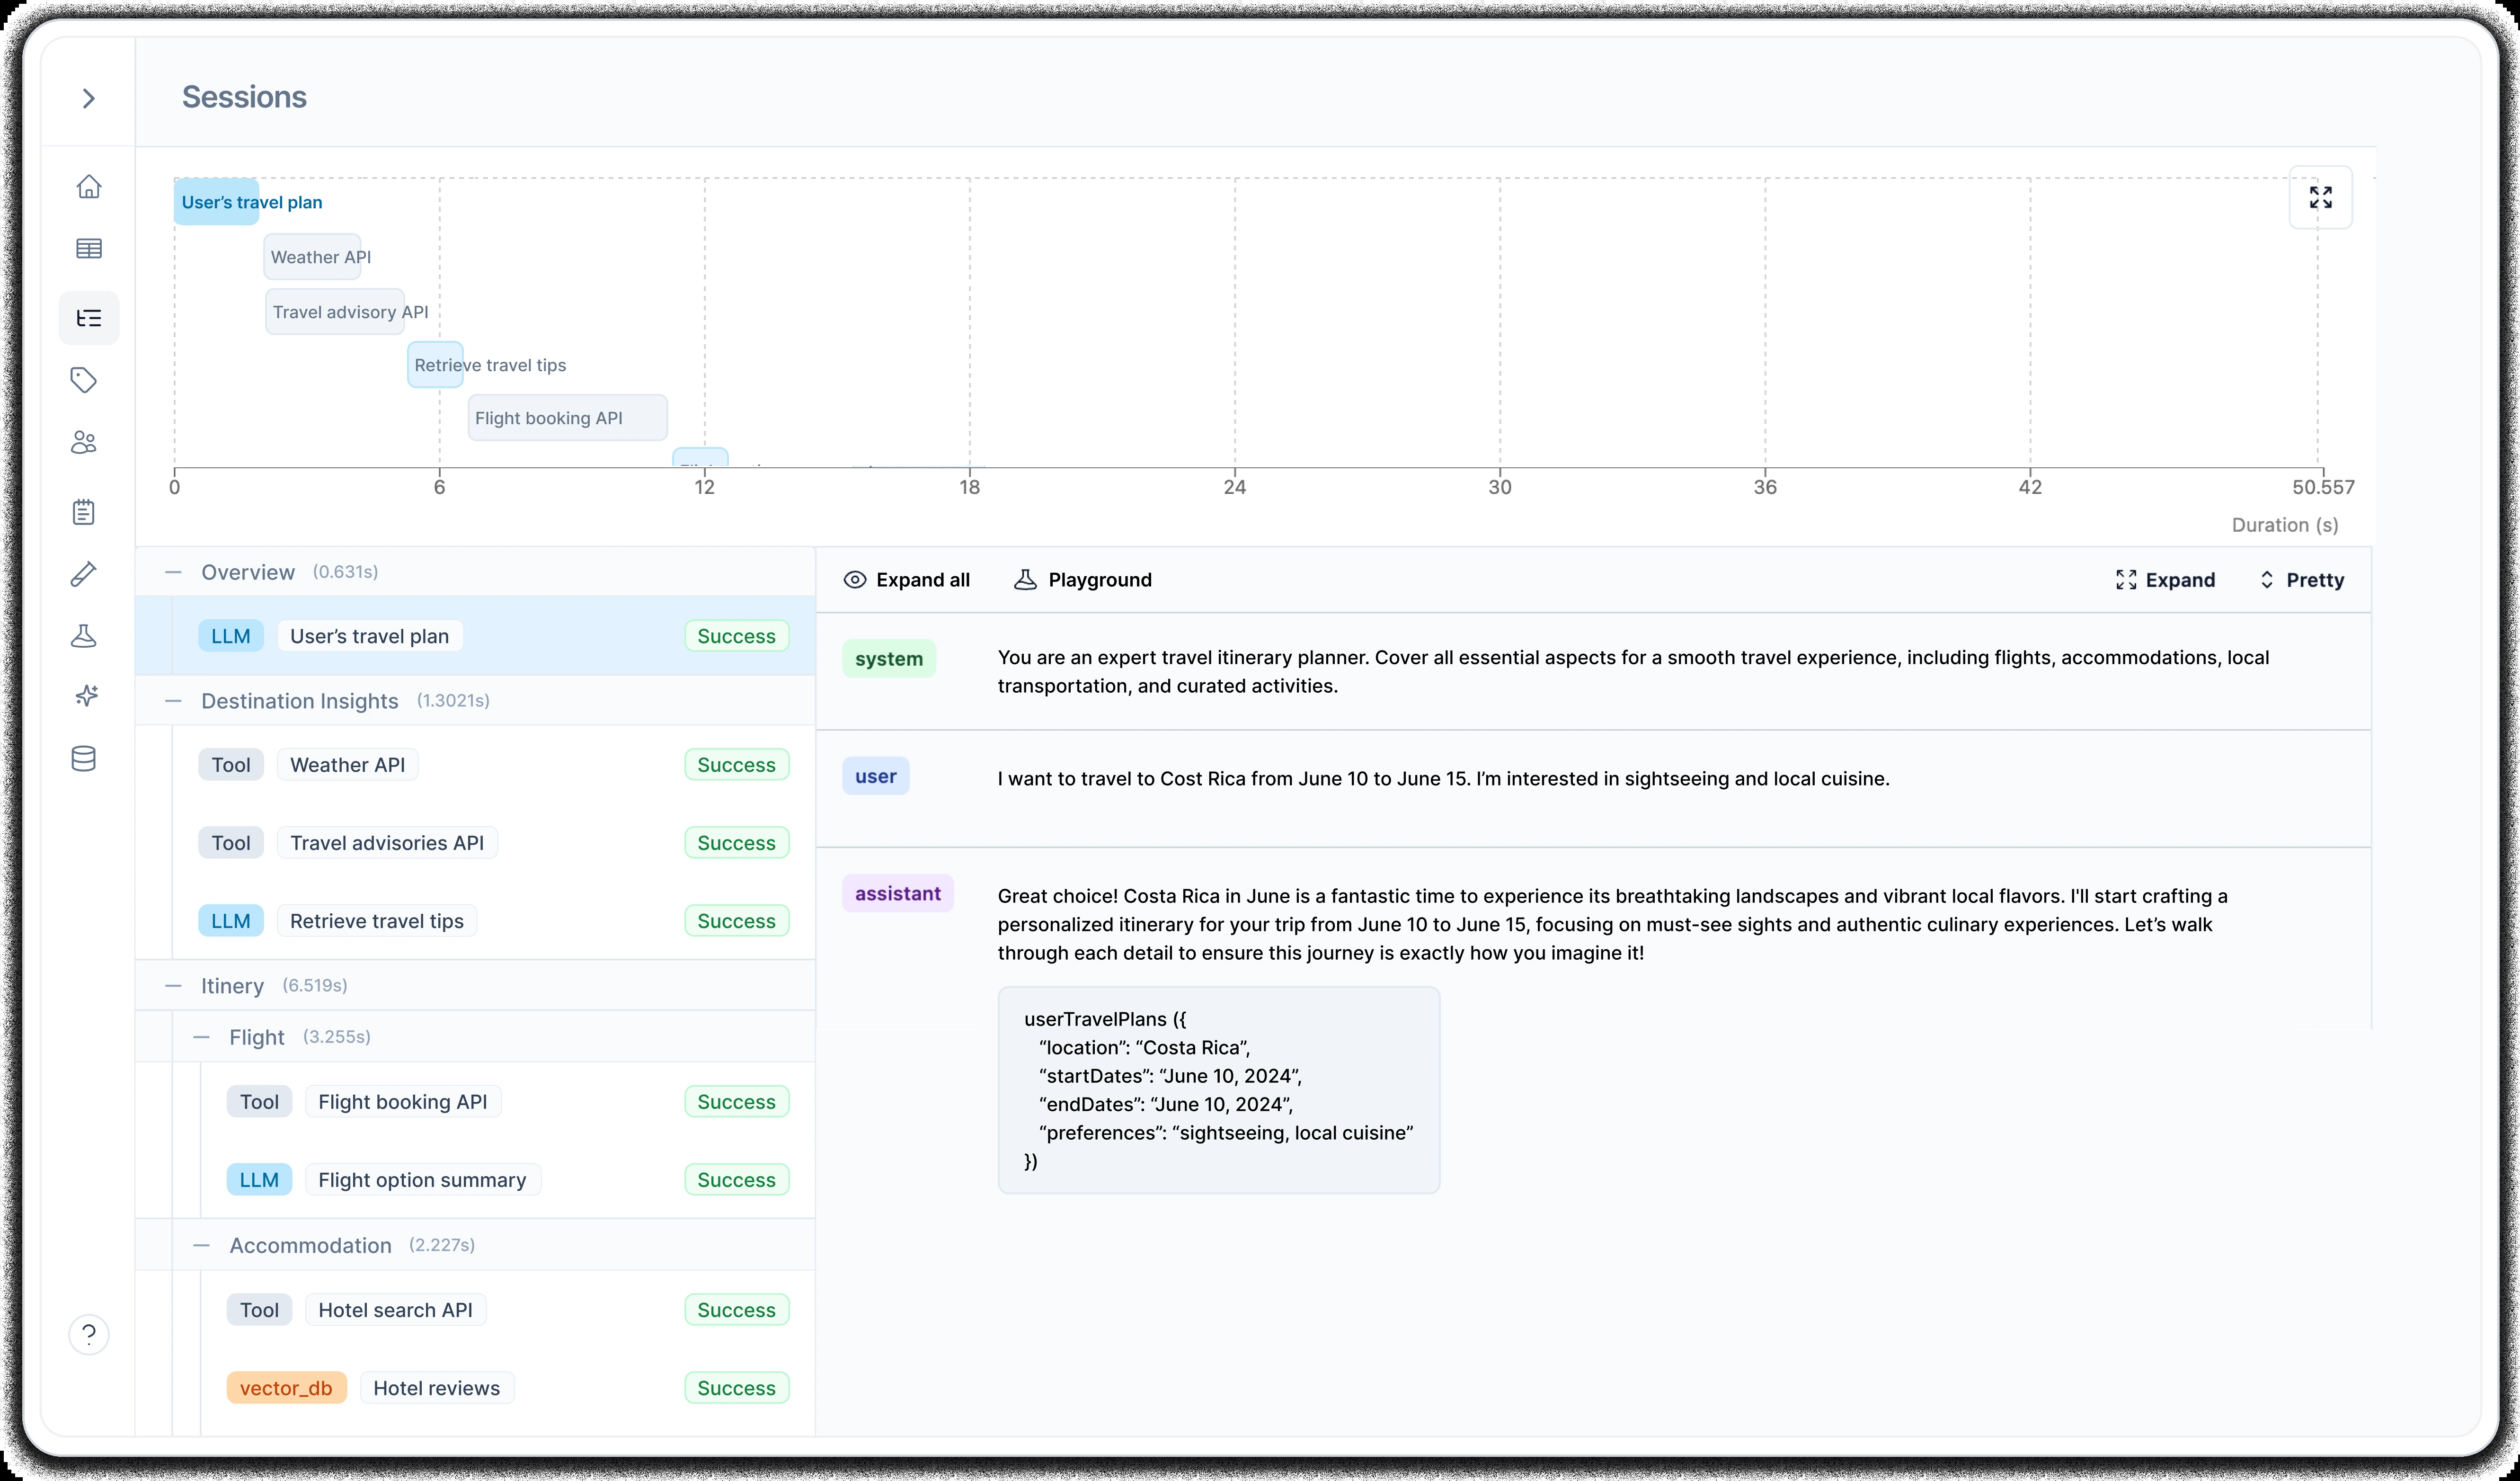 Sessions
User’s travel plan
Weather API
Travel advisory API
Retrieve travel tips
Flight booking API
0 6 12 18 24 30 36 42 50.557
Duration (s)
Overview (0.631s)
LLM User’s travel plan Success
Destination Insights (1.3021s)
Tool Weather API Success
Tool Travel advisories API Success
LLM Retrieve travel tips Success
Itinery (6.519s)
Flight (3.255s)
Tool Flight booking API Success
LLM Flight option summary Success
Accommodation (2.227s)
Tool Hotel search API Success
vector_db Hotel reviews Success
Expand all Playground Expand Pretty
system
You are an expert travel itinerary planner. Cover all essential aspects for a smooth travel experience, including flights, accommodations, local
transportation, and curated activities.
user
I want to travel to Cost Rica from June 10 to June 15. I’m interested in sightseeing and local cuisine.
assistant
Great choice! Costa Rica in June is a fantastic time to experience its breathtaking landscapes and vibrant local flavors. I'll start crafting a
personalized itinerary for your trip from June 10 to June 15, focusing on must-see sights and authentic culinary experiences. Let’s walk
through each detail to ensure this journey is exactly how you imagine it!
userTravelPlans ({
“location”: “Costa Rica”,
“startDates”: “June 10, 2024”,
“endDates”: “June 10, 2024”,
“preferences”: “sightseeing, local cuisine”
})
?